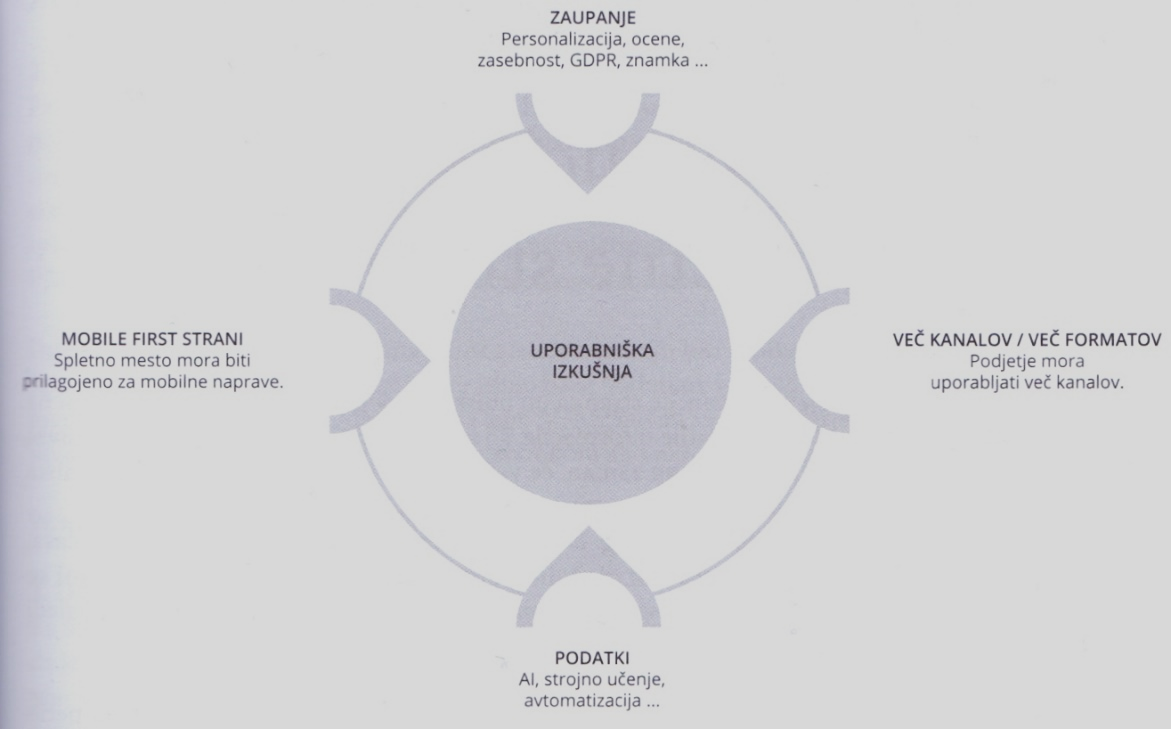 ZAUPANJE
Personalizacija, ocene,
zasebnost, GDPR, znamka ...
MOBILE FIRST STRANI
Spletno mesto mora biti
prilagojeno za mobilne naprave.
UPORABNIŠKA
IZKUŠNJA
VEČ KANALOV / VEČ FORMATOV
Podjetje mora
uporabljati več kanalov.
PODATKI
AI, strojno učenje,
avtomatizacija ...